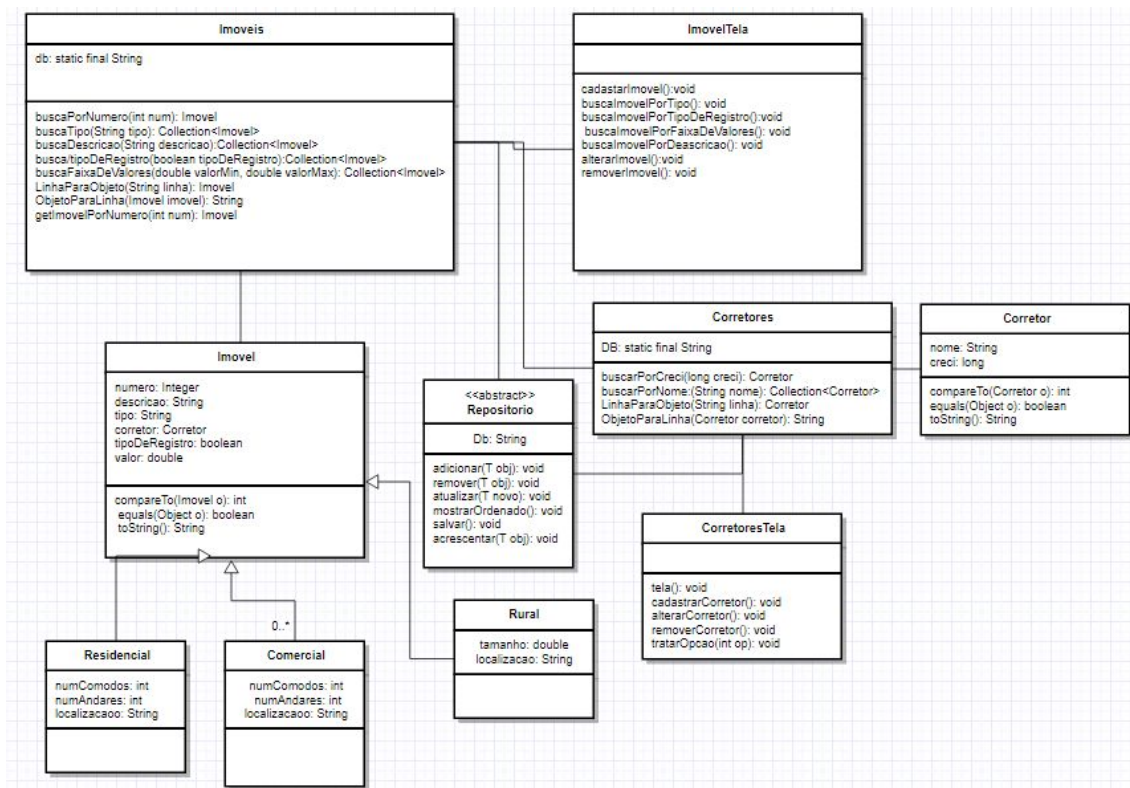 Imoveis
db: static final String
buscaPorNumero(int num): Imovel
buscaTipo(String tipo): Collection<Imovel>
buscaDescricao(String descricao):Collection<Imovel>
busca/tipoDeRegistro(boolean tipoDeRegistro):Collection<Imovel>
buscaFaixaDeValores(double valorMin, double valorMax): Collection<Imovel>
LinhaParaObjeto(String linha): Imovel
ObjetoParaLinha(Imovel imovel): String
getImovelPorNumero(int num): Imovel
ImovelTela
cadastarImovel():void
buscaImovelPorTipo(): void
buscaImovelPorTipoDeRegistro():void
buscaImovelPorFaixaDeValores(): void
buscaImovelPorDeascricao(): void
alterarImovel():void
removerImovel(): void
Imovel
numero: Integer
descricao: String
tipo: String
corretor: Corretor
tipoDeRegistro: boolean
valor: double
compareTo(Imovel o): int
equals(Object o): boolean
toString(): String
<<abstract>>
Repositorio
Db: String
adicionar(T obj): void
remover(T obj): void
atualizar(T novo): void
mostrarOrdenado(): void
salvar(): void
acrescentar(T obj): void
Corretores
DB: static final String
buscarPorCreci(long creci): Corretor
buscarPorNome:(String nome): Collection<Corretor>
LinhaParaObjeto(String linha): Corretor
ObjetoParaLinha(Corretor corretor): String
Corretor
nome: String
creci: long
compareTo(Corretor o): int
equals(Object o): boolean
toString(): String
CorretoresTela
tela(): void
cadastrarCorretor(): void
alterarCorretor(): void
removerCorretor(): void
tratarOpcao(int op): void
Rural
tamanho: double
localizacao: String
0..*
Residencial
numComodos: int
numAndares: int
localizacaoo: String
Comercial
numComodos: int
numAndares: int
localizacaoo: String